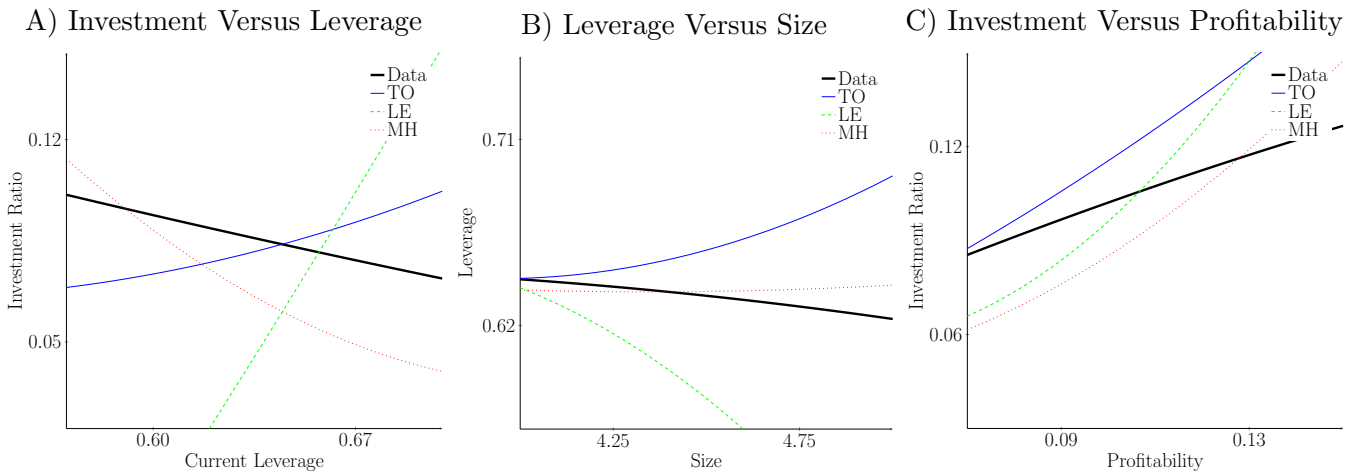 A) Investment Versus Leverage
Data
TO
LE
MH
0.12
0.05
Investment Ratio
0.60
0.67
Current Leverage
B) Leverage Versus Size
Data
TO
LE
MH
0.71
0.62
Leverage
4.25
4.75
Size
C) Investment Versus Profitability
Data
TO
LE
MH
0.12
0.06
Investment Ratio
0.09
0.13
Profitability